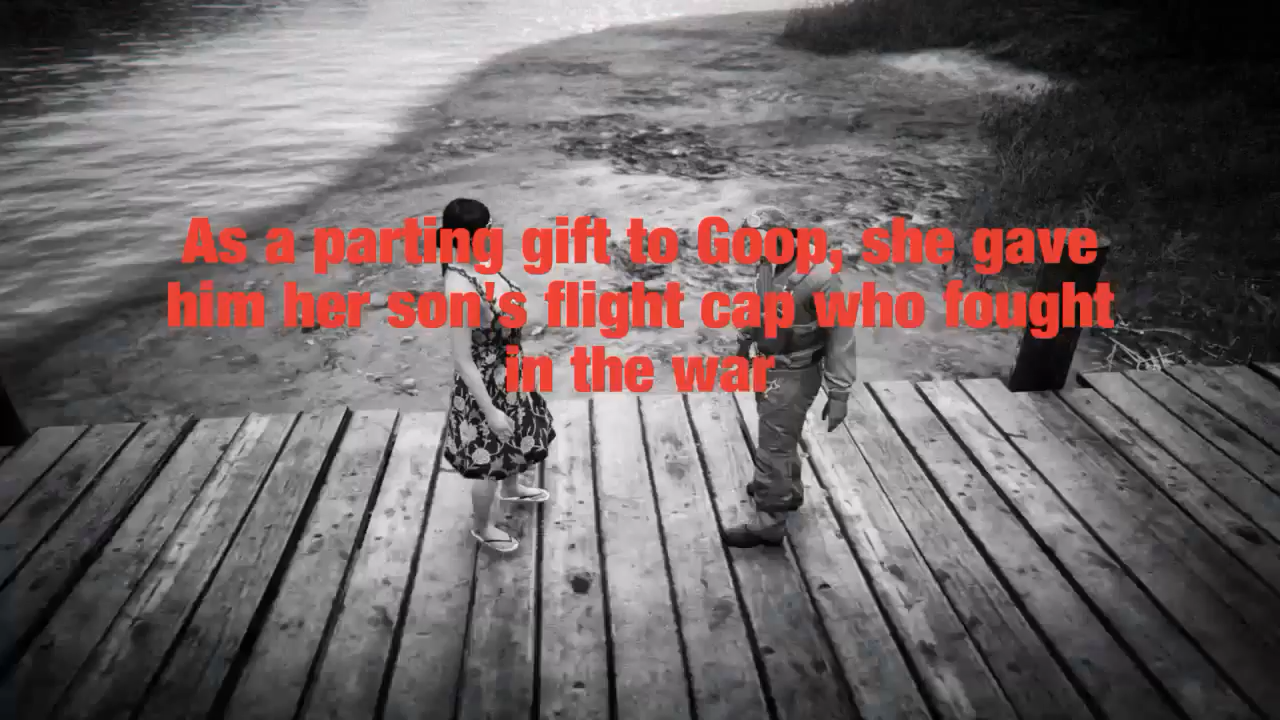 As a parting gift to Goop, she gave
him her son's flight cap who fought
in the war